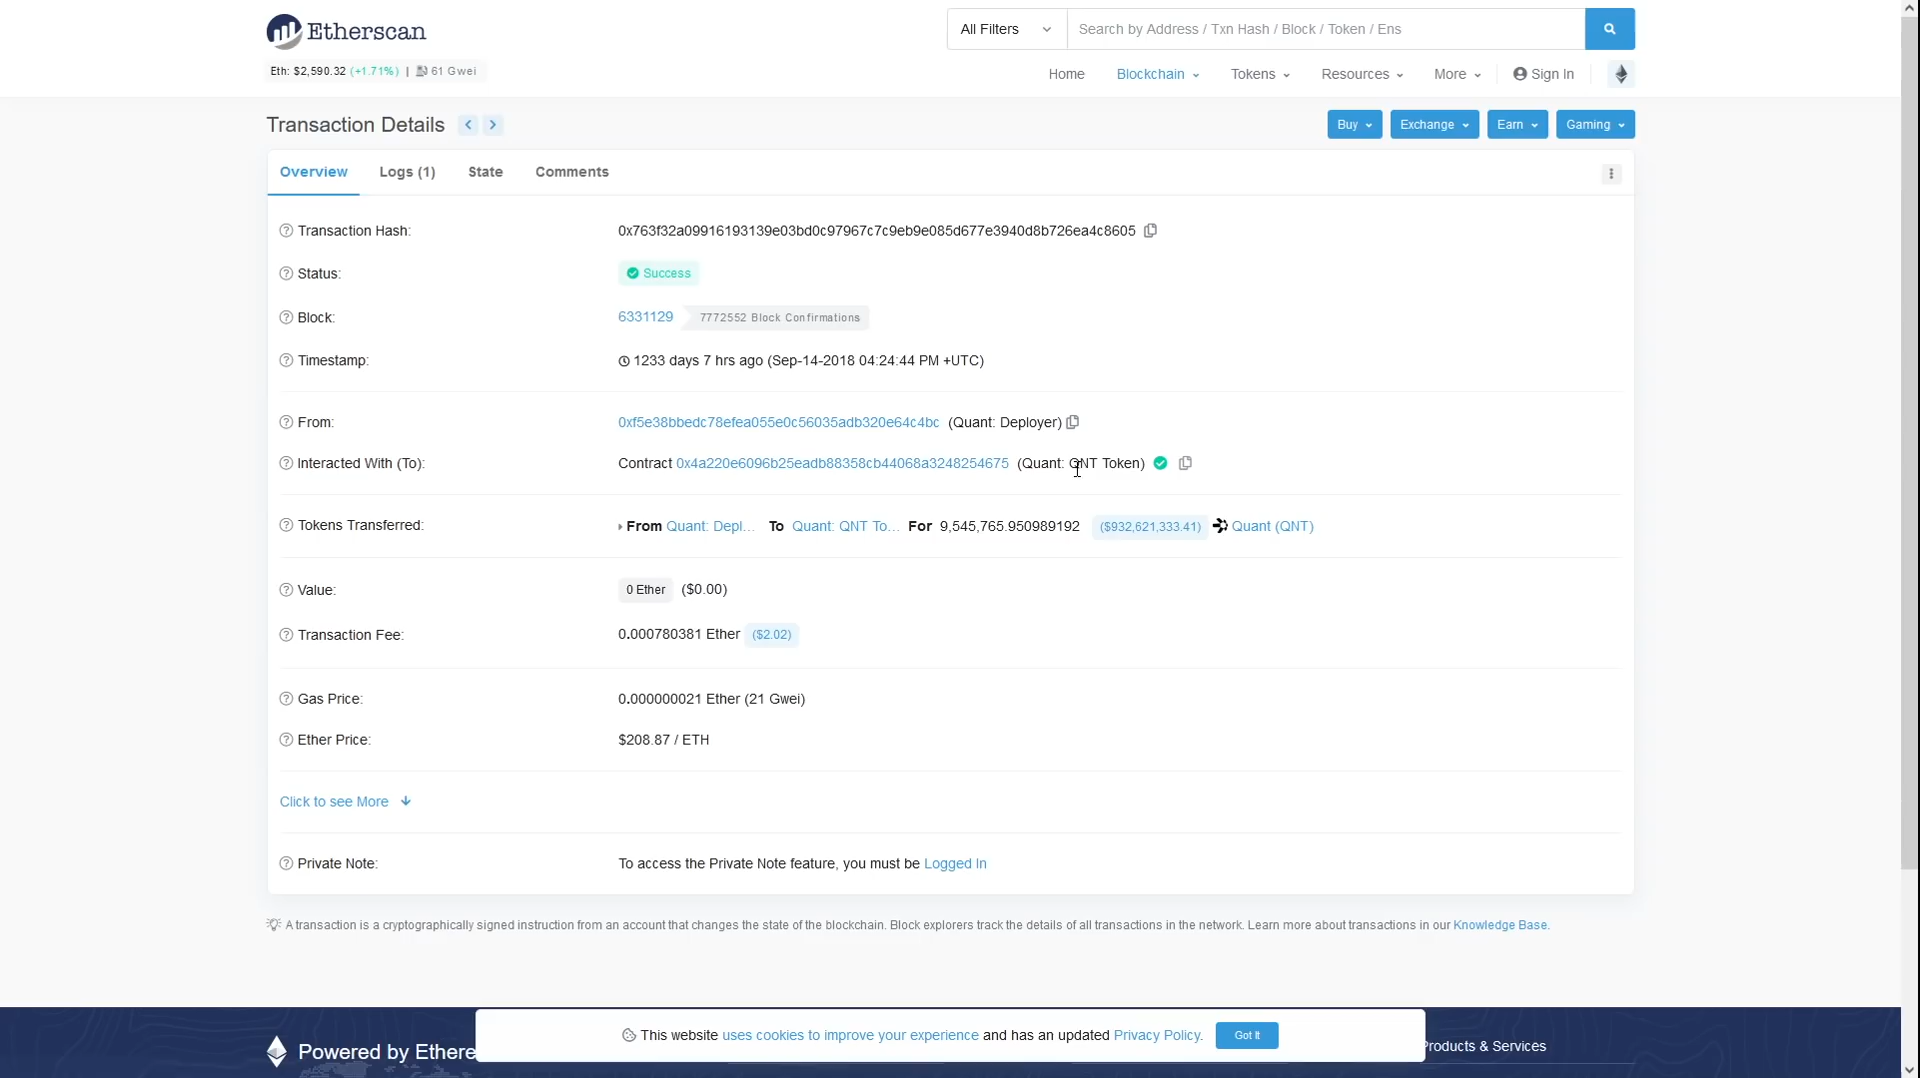 Etherscan
All Filters
Search by Address / Txn Hash / Block / Token / Ens
Eth: $2,590.32 (+1.71%) | 61 Gwei
Home Blockchain Tokens Resources More Sign In
Transaction Details
Buy Exchange Earn Gaming
Overview Logs (1) State Comments
Transaction Hash: 0x763f32a09916193139e03bd0c97967c7c9eb9e085d677e3940d8b726ea4c8605
Status: Success
Block: 6331129 7772552 Block Confirmations
Timestamp: 1233 days 7 hrs ago (Sep-14-2018 04:24:44 PM +UTC)
From: 0xf5e38bbedc78efea055e0c56035adb320e64c4bc (Quant: Deployer)
Interacted With (To): Contract 0x4a220e6096b25eadb88358cb44068a3248254675 (Quant: QNT Token)
Tokens Transferred: From Quant: Depl... To Quant: QNT To... For 9,545,765.950989192 ($932,621,333.41) Quant (QNT)
Value: 0 Ether ($0.00)
Transaction Fee: 0.000780381 Ether ($2.02)
Gas Price: 0.000000021 Ether (21 Gwei)
Ether Price: $208.87 / ETH
Click to see More
Private Note: To access the Private Note feature, you must be Logged In
A transaction is a cryptographically signed instruction from an account that changes the state of the blockchain. Block explorers track the details of all transactions in the network. Learn more about transactions in our Knowledge Base.
This website uses cookies to improve your experience and has an updated Privacy Policy. Got It
Powered by Ethere
Products & Services